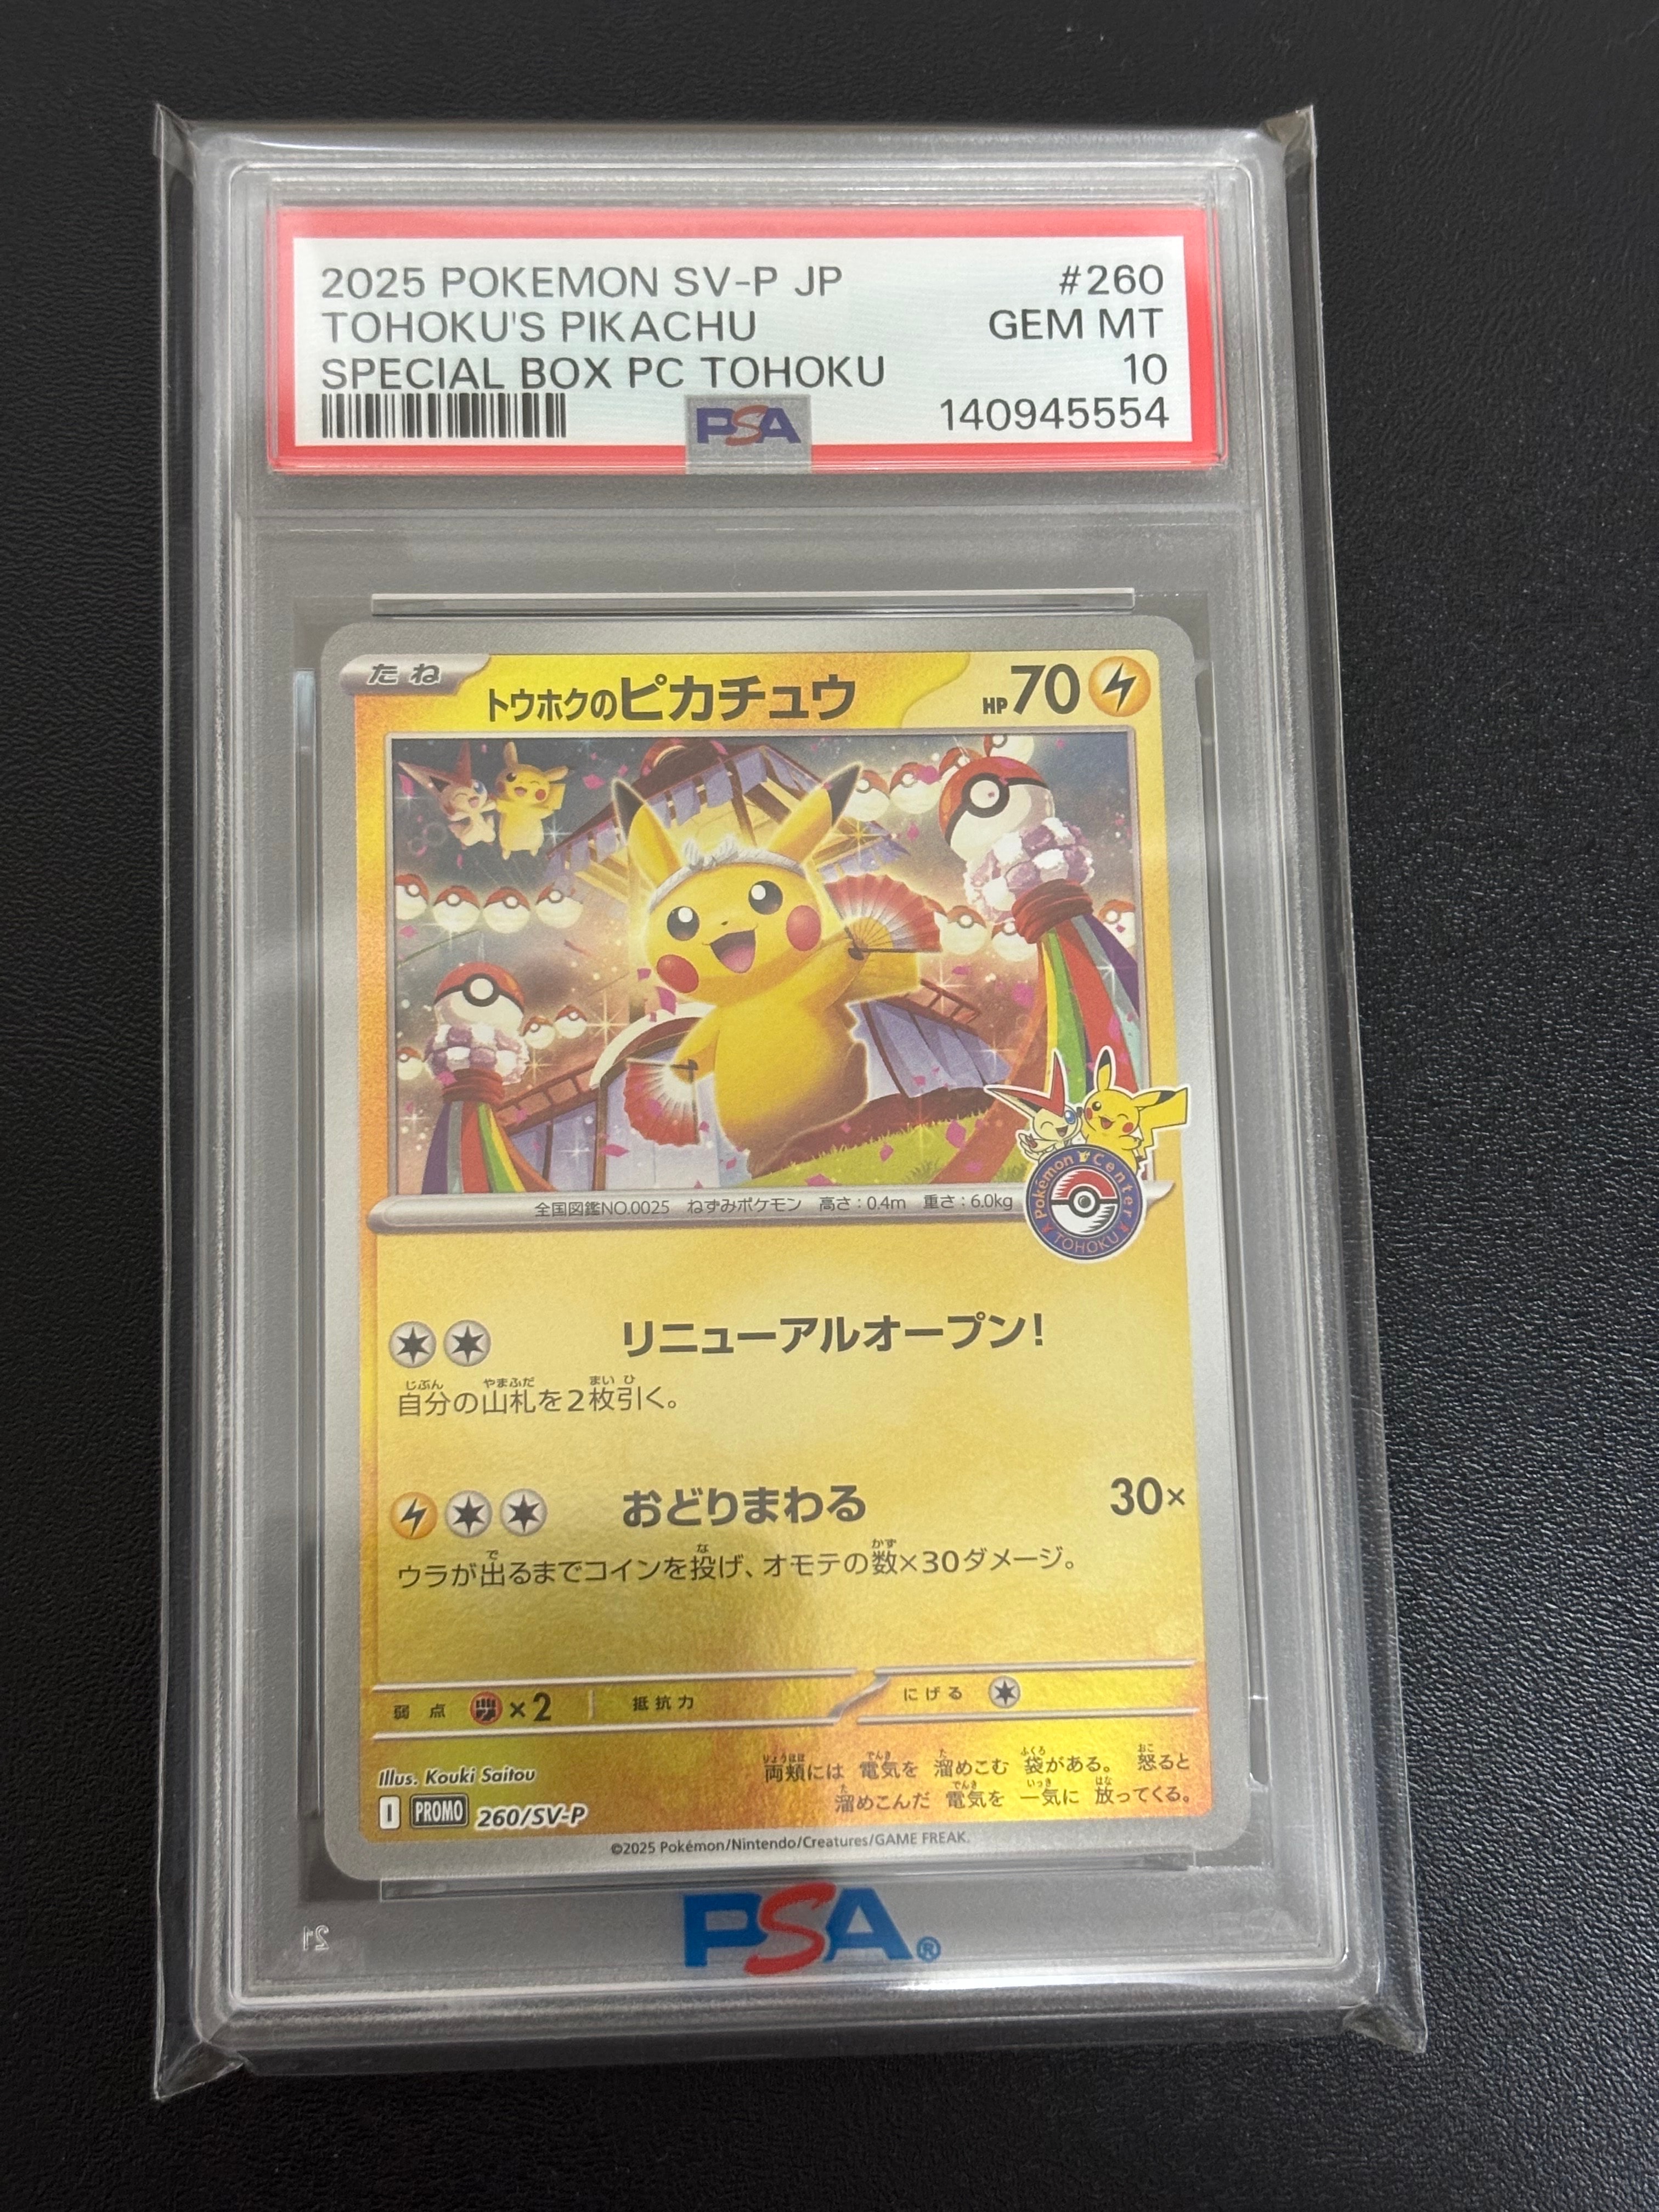 2025 POKEMON SV-P JP #260
TOHOKU'S PIKACHU GEM MT
SPECIAL BOX PC TOHOKU 10
PSA 140945554
たね トウホクのピカチュウ HP70
全国図鑑NO.0025 ねずみポケモン 高さ:0.4m 重さ:6.0kg
Pokémon Center
TOHOKU
リニューアルオープン!
自分の山札を2枚引く。
おどりまわる 30×
ウラが出るまでコインを投げ、オモテの数×30ダメージ。
弱点 ×2 抵抗力 にげる
Illus. Kouki Saitou
両頬には 電気を 溜めこむ 袋がある。 怒ると
溜めこんだ 電気を 一気に 放ってくる。
I PROMO 260/SV-P
©2025 Pokémon/Nintendo/Creatures/GAME FREAK.
PSA®
21